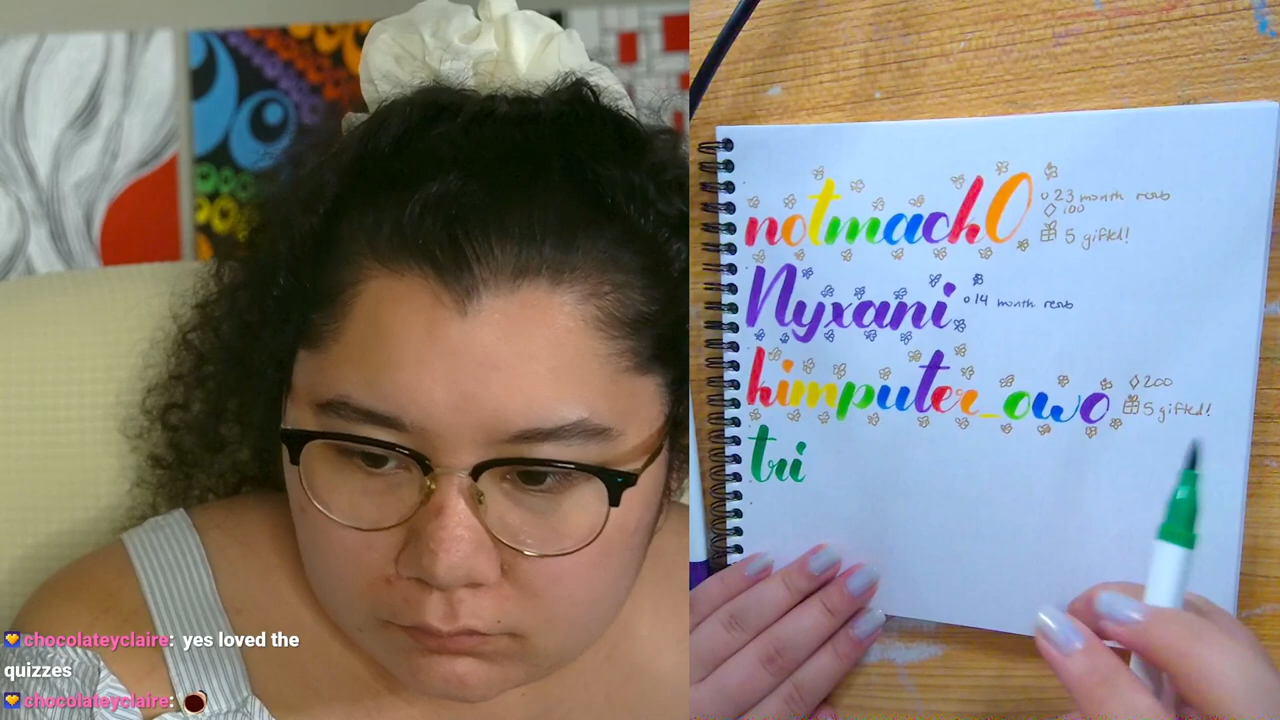 notmach0
23 month resub
100
5 gifted!
Nyxani
14 month resub
kimputer_owo
200
5 gifted!
tri
chocolateyclaire: yes loved the
quizzes
chocolateyclaire: